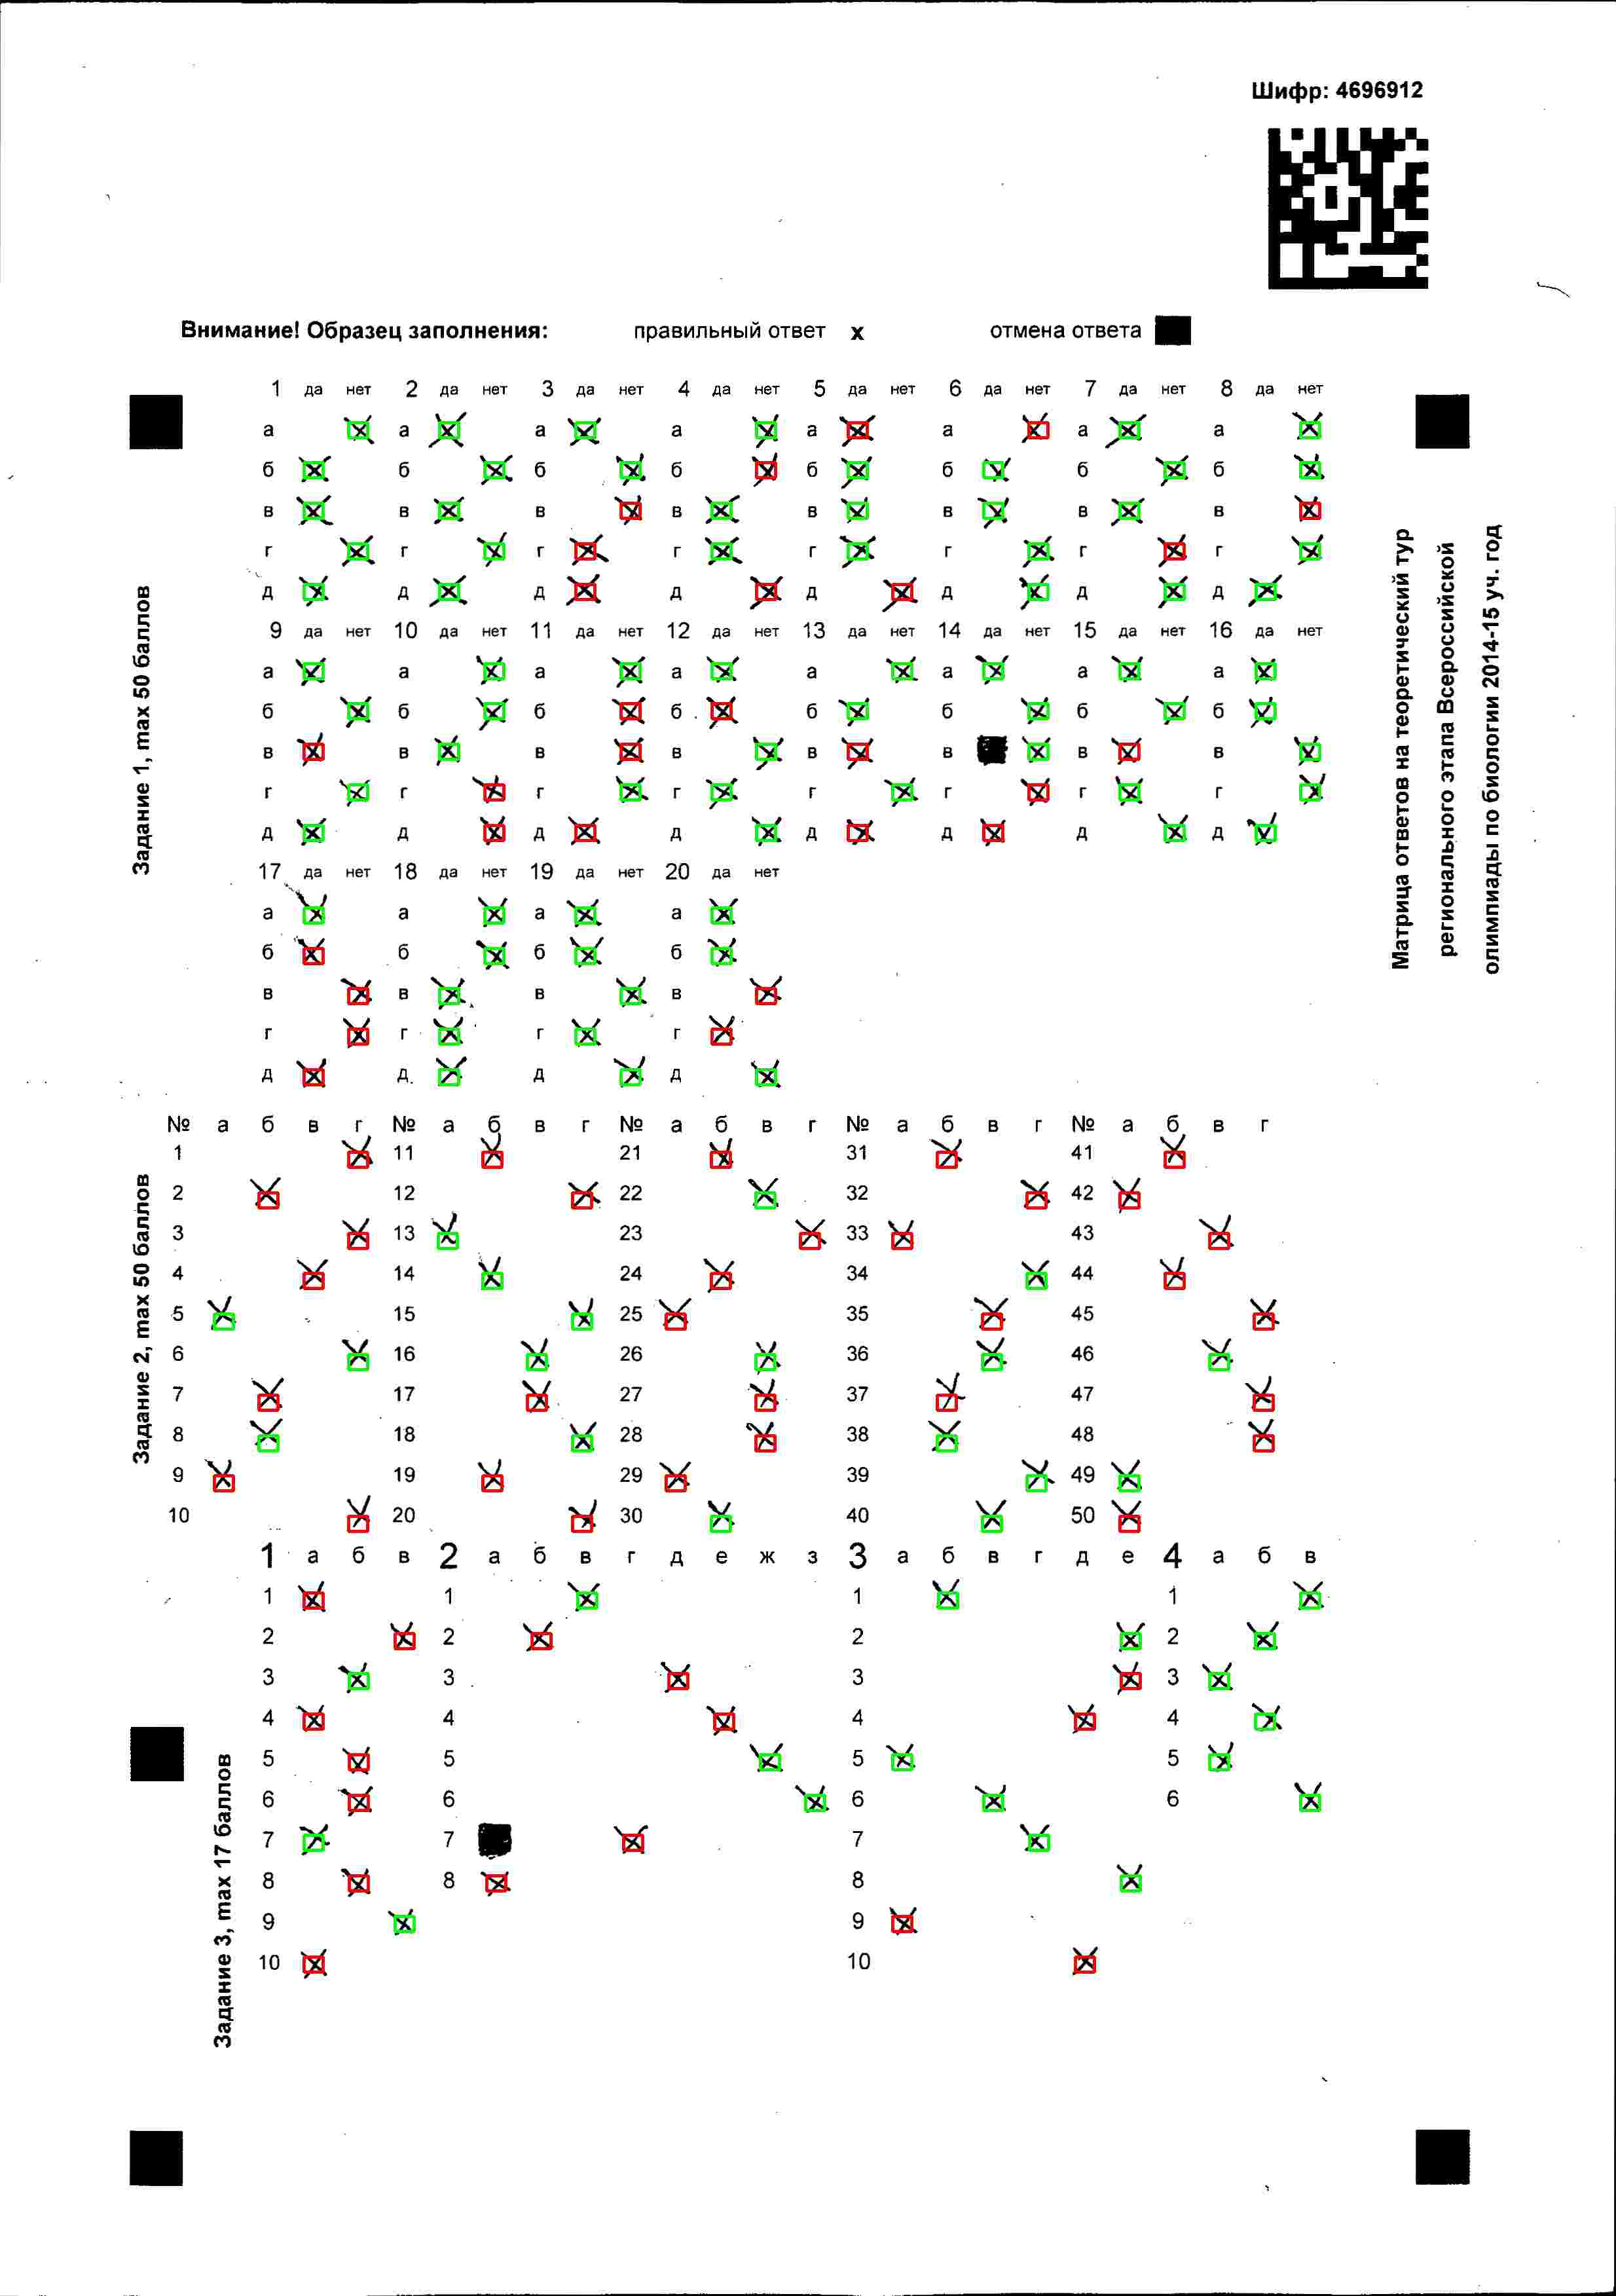 Шифр: 4696912
Внимание! Образец заполнения: правильный ответ x отмена ответа
1 да нет 2 да нет 3 да нет 4 да нет 5 да нет 6 да нет 7 да нет 8 да нет
а а а а а а а а
б б б б б б б б
в в в в в в в в
г г г г г г г г
д д д д д д д д
9 да нет 10 да нет 11 да нет 12 да нет 13 да нет 14 да нет 15 да нет 16 да нет
а а а а а а а а
б б б б б б б б
в в в в в в в в
г г г г г г г г
д д д д д д д д
17 да нет 18 да нет 19 да нет 20 да нет
а а а а
б б б б
в в в в
г г г г
д д д д
Задание 1, max 50 баллов
Матрица ответов на теоретический тур
регионального этапа Всероссийской
олимпиады по биологии 2014-15 уч. год
№ а б в г № а б в г № а б в г № а б в г № а б в г
1 11 21 31 41
2 12 22 32 42
3 13 23 33 43
4 14 24 34 44
5 15 25 35 45
6 16 26 36 46
7 17 27 37 47
8 18 28 38 48
9 19 29 39 49
10 20 30 40 50
Задание 2, max 50 баллов
1 а б в 2 а б в г д е ж з 3 а б в г д е 4 а б в
1 1 1 1
2 2 2 2
3 3 3 3
4 4 4 4
5 5 5 5
6 6 6 6
7 7 7
8 8 8
9 9
10 10
Задание 3, max 17 баллов